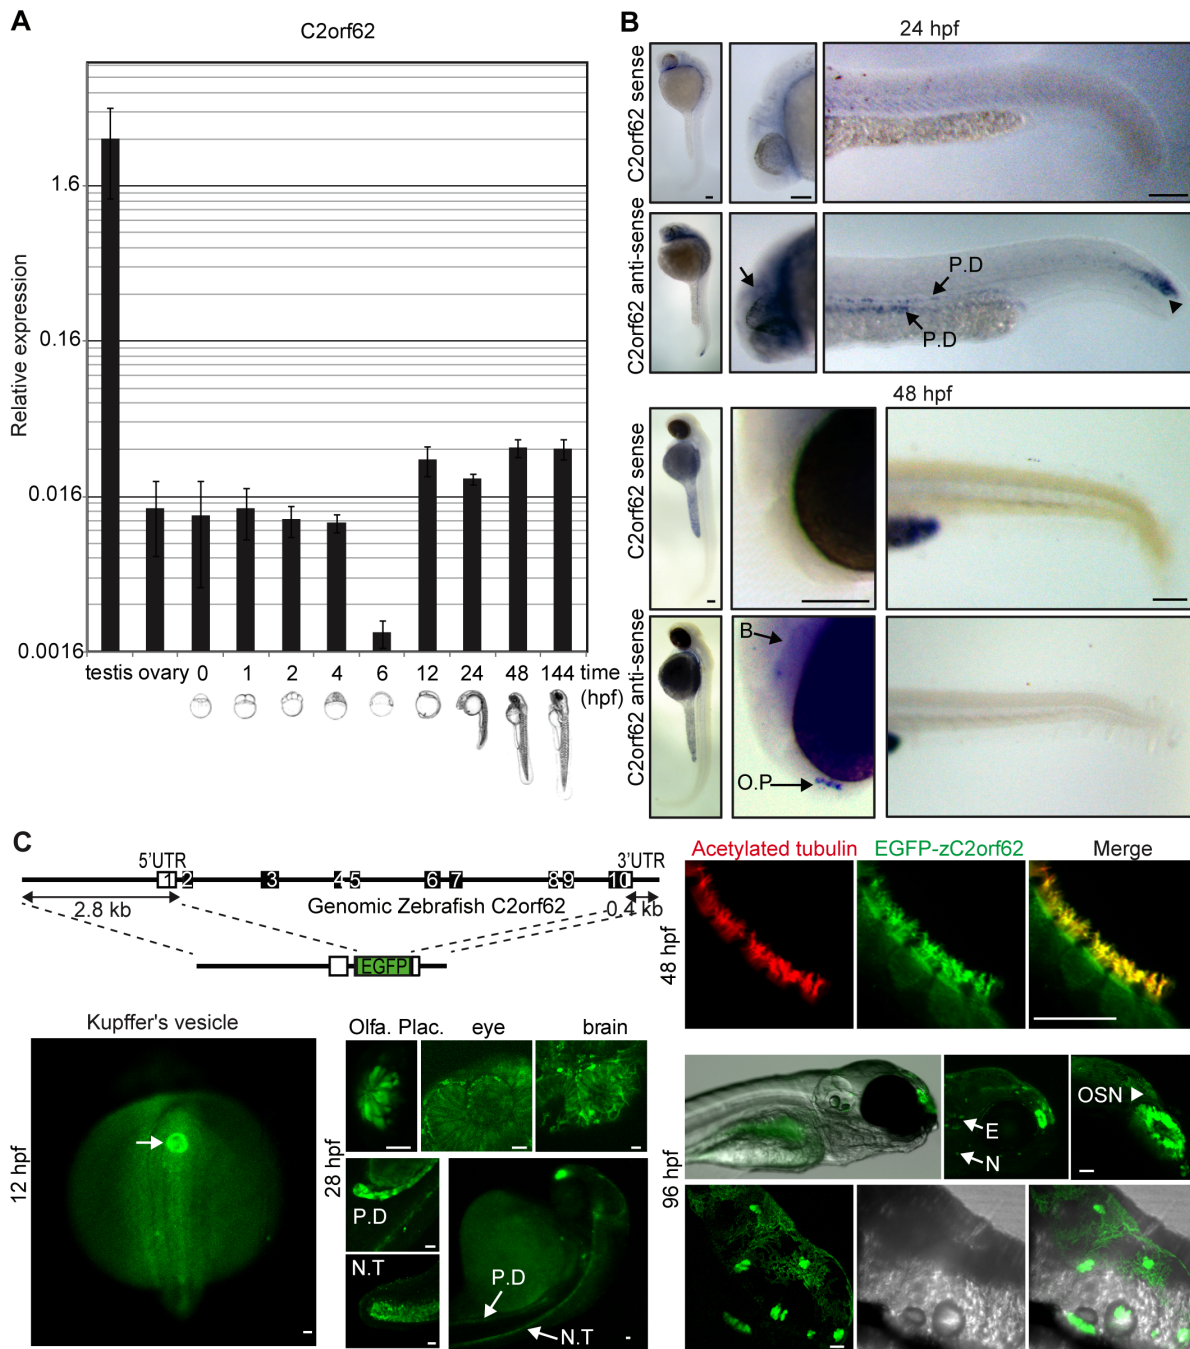 A
C2orf62
Relative expression
1.6
0.16
0.016
0.0016
testis ovary 0 1 2 4 6 12 24 48 144 time
(hpf)
B
24 hpf
C2orf62 sense
C2orf62 anti-sense
P.D
P.D
48 hpf
C2orf62 sense
C2orf62 anti-sense
B
O.P
C
5'UTR
3'UTR
1 2 3 4 5 6 7 8 9 10
2.8 kb
Genomic Zebrafish C2orf62
0.4 kb
EGFP
Kupffer's vesicle
12 hpf
Olfa. Plac.
eye
brain
28 hpf
P.D
N.T
P.D
N.T
Acetylated tubulin
EGFP-zC2orf62
Merge
48 hpf
96 hpf
E
N
OSN